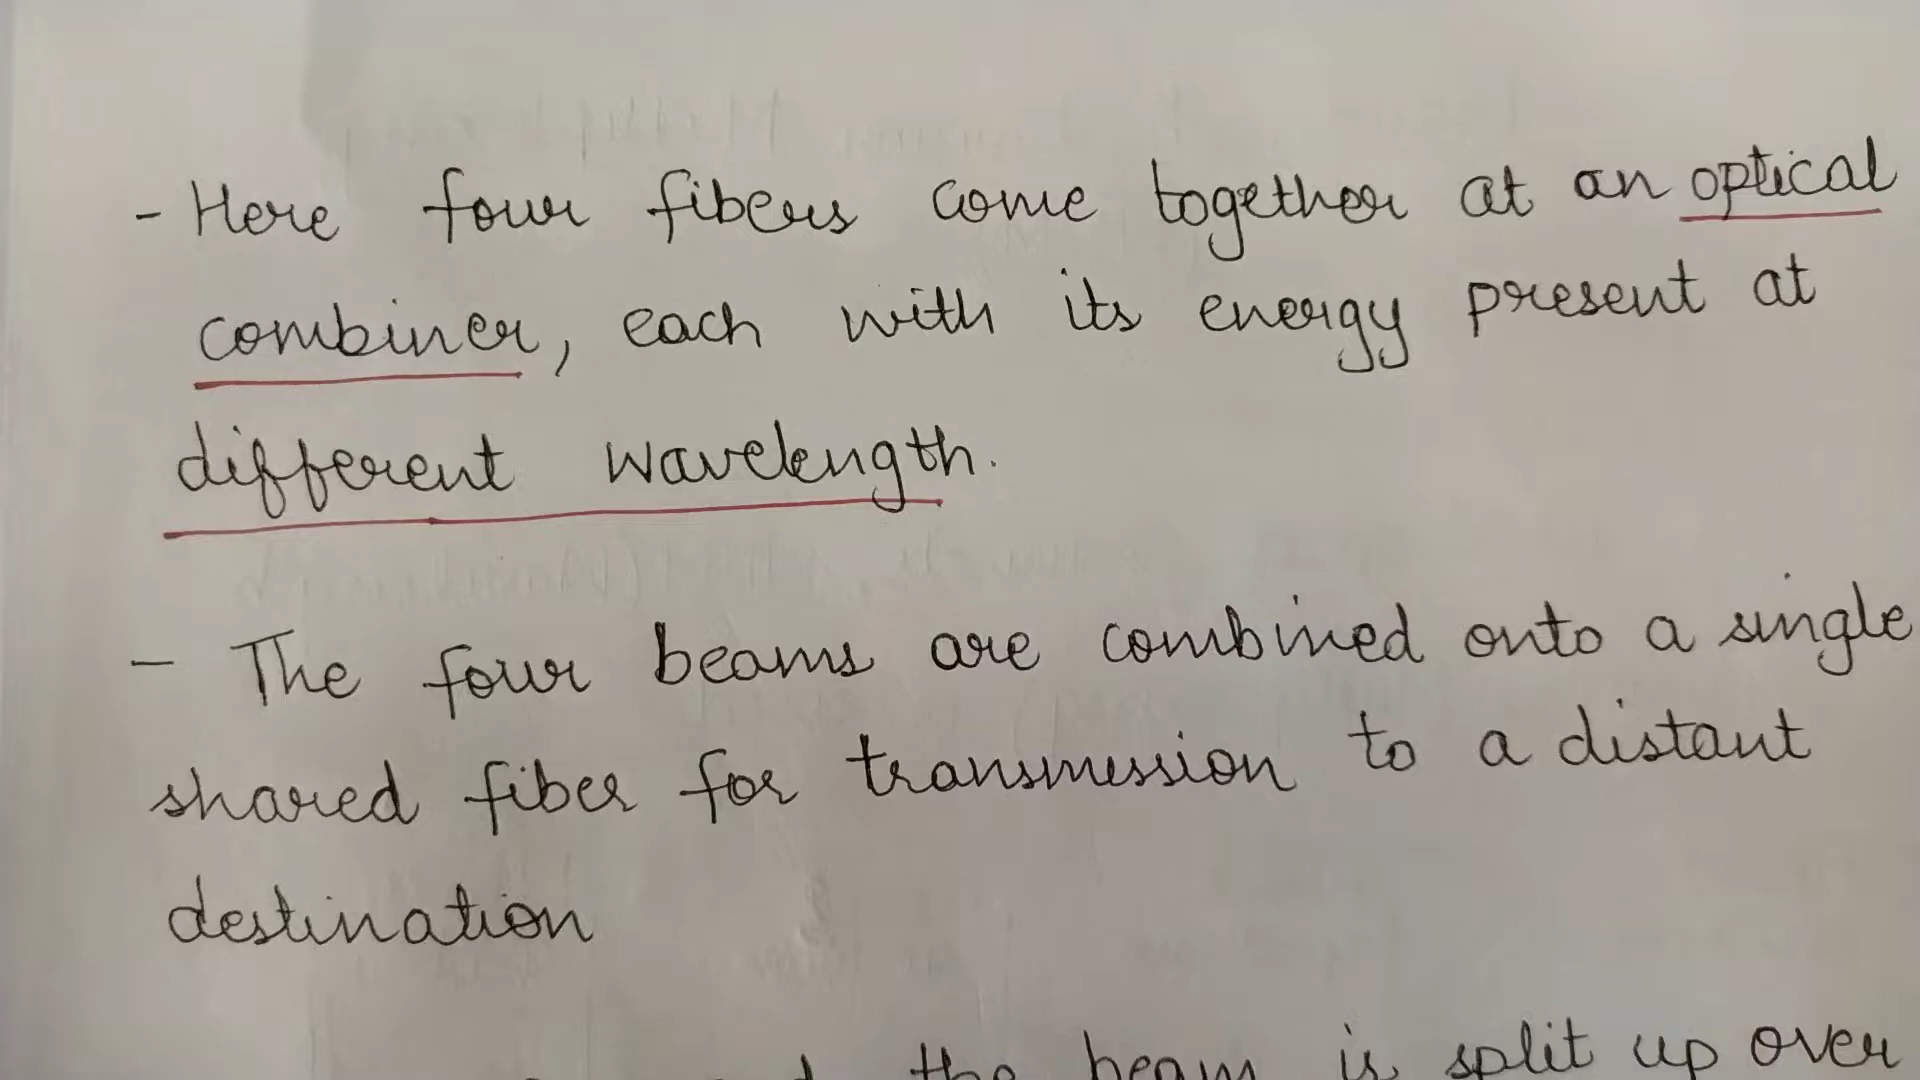 - Here four fibers come together at an optical
combiner, each with its energy present at
different wavelength.
- The four beams are combined onto a single
shared fiber for transmission to a distant
destination
the beam is split up over